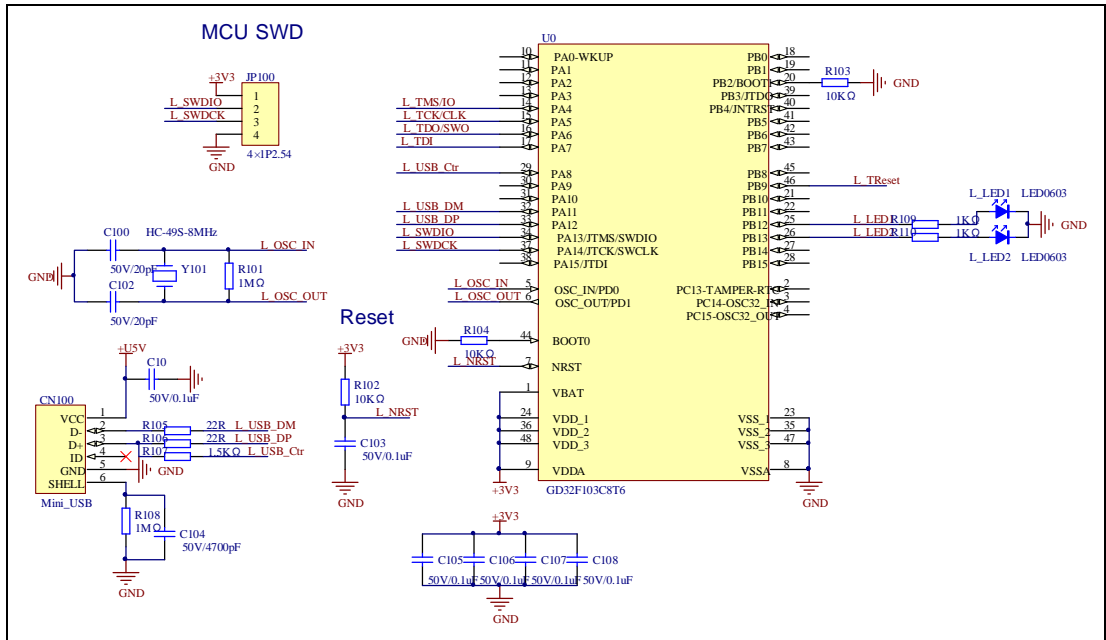 MCU SWD
+3V3
JP100
1
L_SWDIO 2
L_SWDCK 3
4
GND
4×1P2.54
C100
HC-49S-8MHz
L_OSC_IN
50V/20pF
Y101
R101
1MΩ
GND
C102
L_OSC_OUT
50V/20pF
+U5V
C10
50V/0.1uF
CN100
VCC 1
D- 2 R105 22R L_USB_DM
D+ 3 R106 22R L_USB_DP
ID 4 R107 1.5KΩ L_USB_Ctr
GND 5 GND
SHELL 6
Mini_USB
R108
1MΩ
C104
50V/4700pF
GND
Reset
+3V3
R102
10KΩ
L_NRST
C103
50V/0.1uF
GND
U0
10 PA0-WKUP
11 PA1
12 PA2
13 PA3
L_TMS/IO 14 PA4
L_TCK/CLK 15 PA5
L_TDO/SWO 16 PA6
L_TDI 17 PA7
L_USB_Ctr 29 PA8
30 PA9
31 PA10
L_USB_DM 32 PA11
L_USB_DP 33 PA12
L_SWDIO 34 PA13/JTMS/SWDIO
L_SWDCK 37 PA14/JTCK/SWCLK
38 PA15/JTDI
L_OSC_IN 5 OSC_IN/PD0
L_OSC_OUT 6 OSC_OUT/PD1
GND R104 44 BOOT0
10KΩ
L_NRST 7 NRST
1 VBAT
24 VDD_1
36 VDD_2
48 VDD_3
9 VDDA
+3V3
GD32F103C8T6
PB0 18
PB1 19
PB2/BOOT1 20 R103 GND
10KΩ
PB3/JTDO 39
PB4/JNTRST 40
PB5 41
PB6 42
PB7 43
PB8 45
PB9 46 L_TReset
PB10 21
PB11 22
PB12 25 L_LED1 R109 1KΩ
PB13 26 L_LED2 R110 1KΩ
PB14 27
PB15 28
L_LED1 LED0603
GND
L_LED2 LED0603
PC13-TAMPER-RTC 2
PC14-OSC32_IN 3
PC15-OSC32_OUT 4
VSS_1 23
VSS_2 35
VSS_3 47
VSSA 8
GND
+3V3
C105 C106 C107 C108
50V/0.1uF 50V/0.1uF 50V/0.1uF 50V/0.1uF
GND